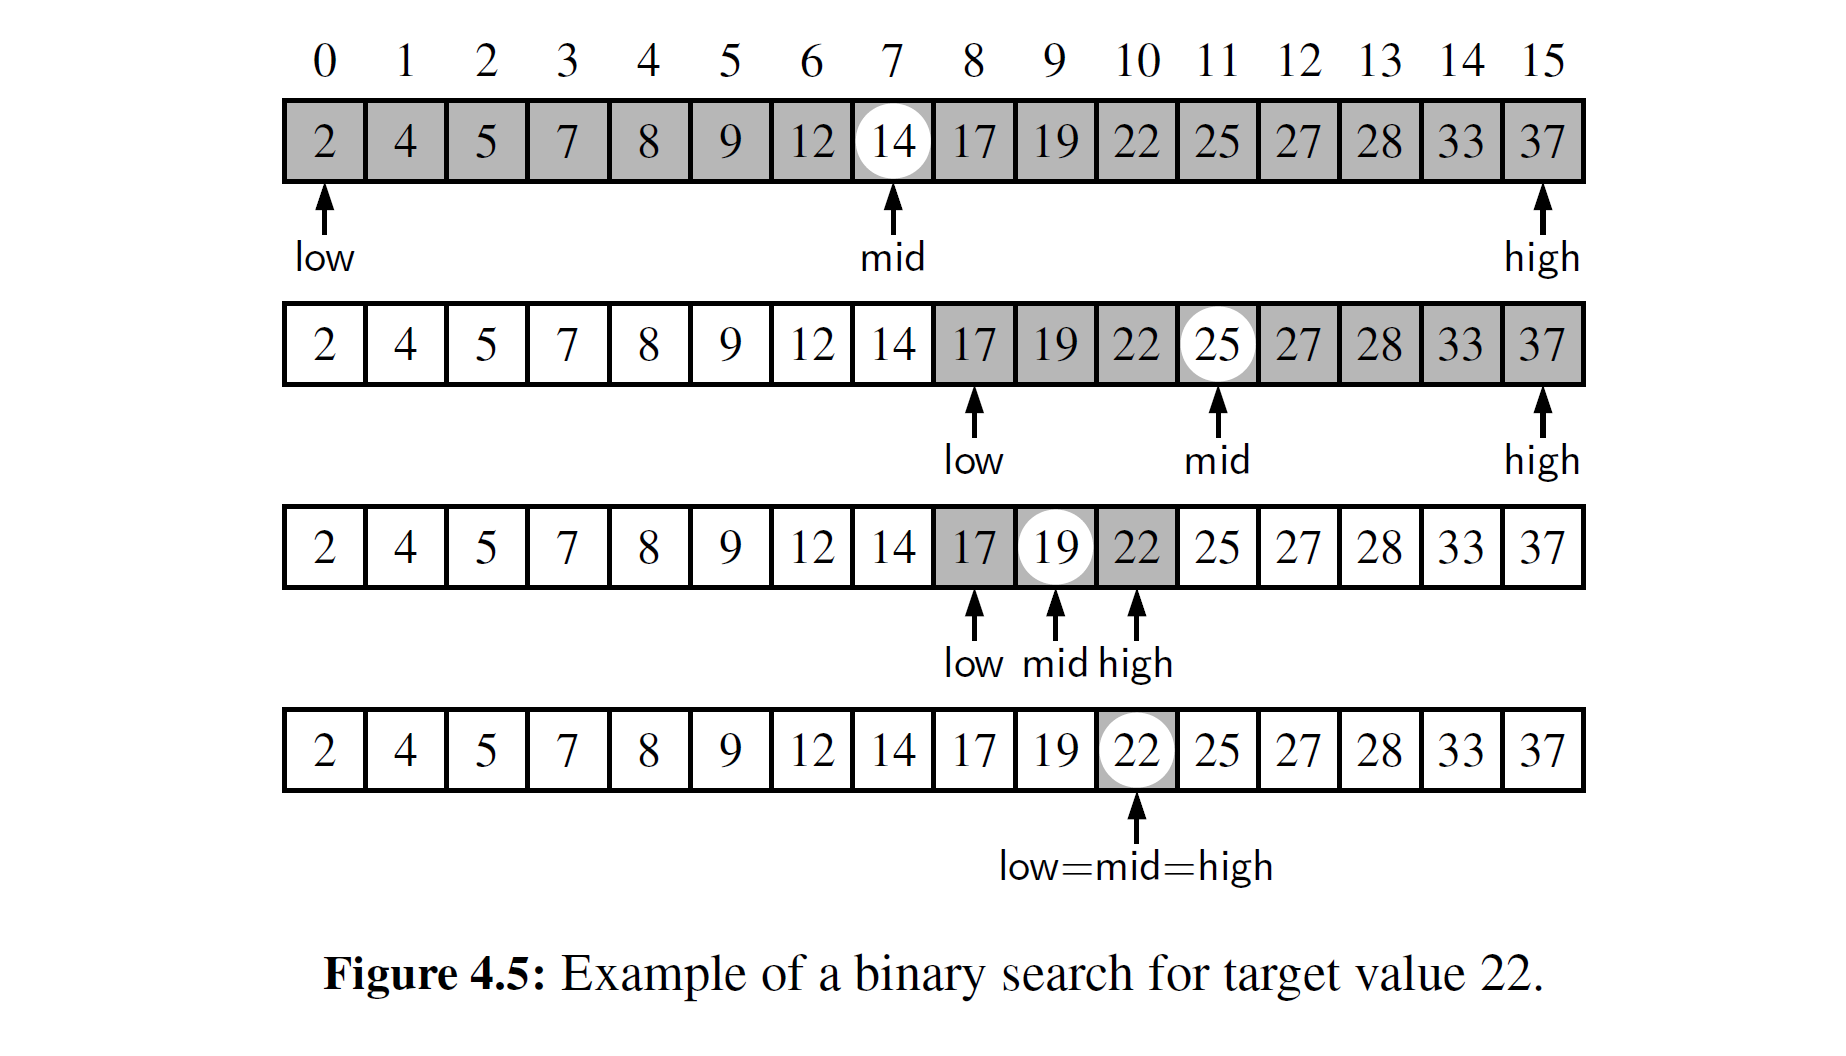 0 1 2 3 4 5 6 7 8 9 10 11 12 13 14 15
2 4 5 7 8 9 12 14 17 19 22 25 27 28 33 37
low mid high
2 4 5 7 8 9 12 14 17 19 22 25 27 28 33 37
low mid high
2 4 5 7 8 9 12 14 17 19 22 25 27 28 33 37
low mid high
2 4 5 7 8 9 12 14 17 19 22 25 27 28 33 37
low=mid=high
Figure 4.5: Example of a binary search for target value 22.